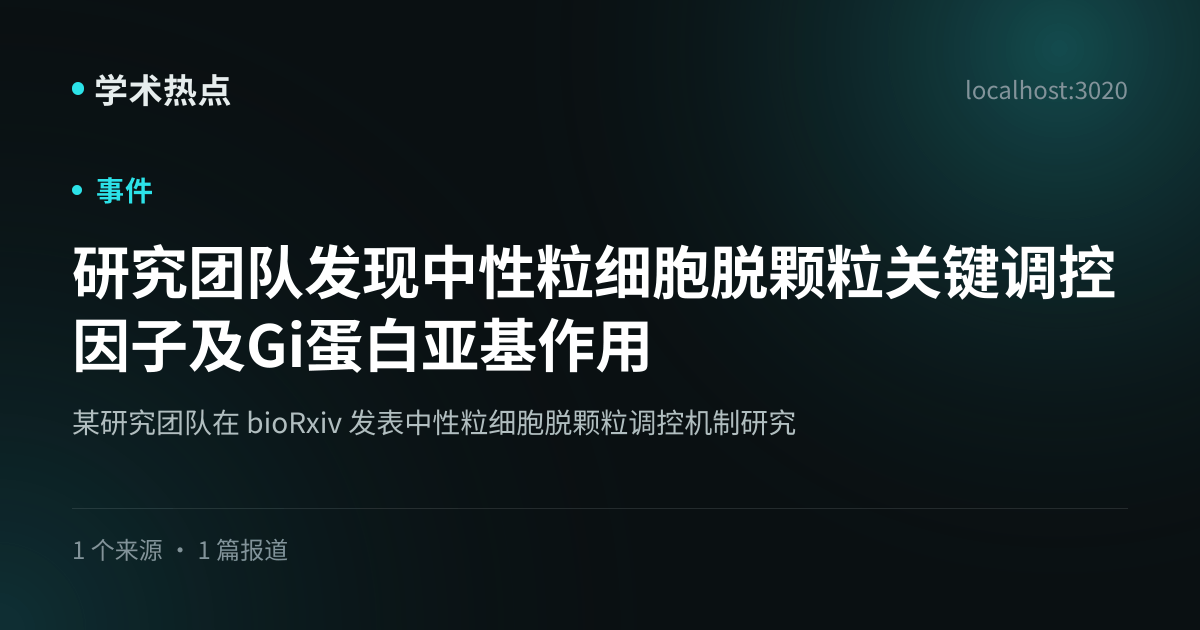 学术热点
localhost:3020
事件
研究团队发现中性粒细胞脱颗粒关键调控
因子及Gi蛋白亚基作用
某研究团队在 bioRxiv 发表中性粒细胞脱颗粒调控机制研究
1 个来源 · 1 篇报道